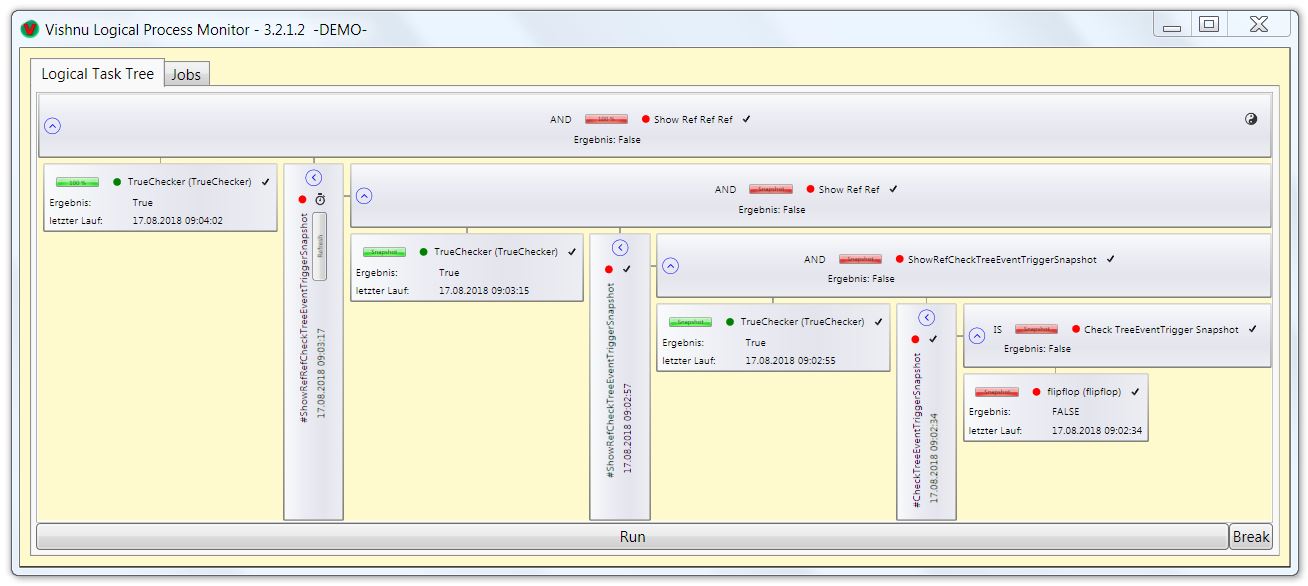 Vishnu Logical Process Monitor - 3.2.1.2 -DEMO-
Logical Task Tree
Jobs
AND 100 % Show Ref Ref Ref
Ergebnis: False
100 % TrueChecker (TrueChecker)
Ergebnis: True
letzter Lauf: 17.08.2018 09:04:02
#ShowRefRefCheckTreeEventTriggerSnapshot
17.08.2018 09:03:17
Refresh
AND Snapshot Show Ref Ref
Ergebnis: False
Snapshot TrueChecker (TrueChecker)
Ergebnis: True
letzter Lauf: 17.08.2018 09:03:15
#ShowRefCheckTreeEventTriggerSnapshot
17.08.2018 09:02:57
AND Snapshot ShowRefCheckTreeEventTriggerSnapshot
Ergebnis: False
Snapshot TrueChecker (TrueChecker)
Ergebnis: True
letzter Lauf: 17.08.2018 09:02:55
#CheckTreeEventTriggerSnapshot
17.08.2018 09:02:34
IS Snapshot Check TreeEventTrigger Snapshot
Ergebnis: False
Snapshot flipflop (flipflop)
Ergebnis: FALSE
letzter Lauf: 17.08.2018 09:02:34
Run
Break